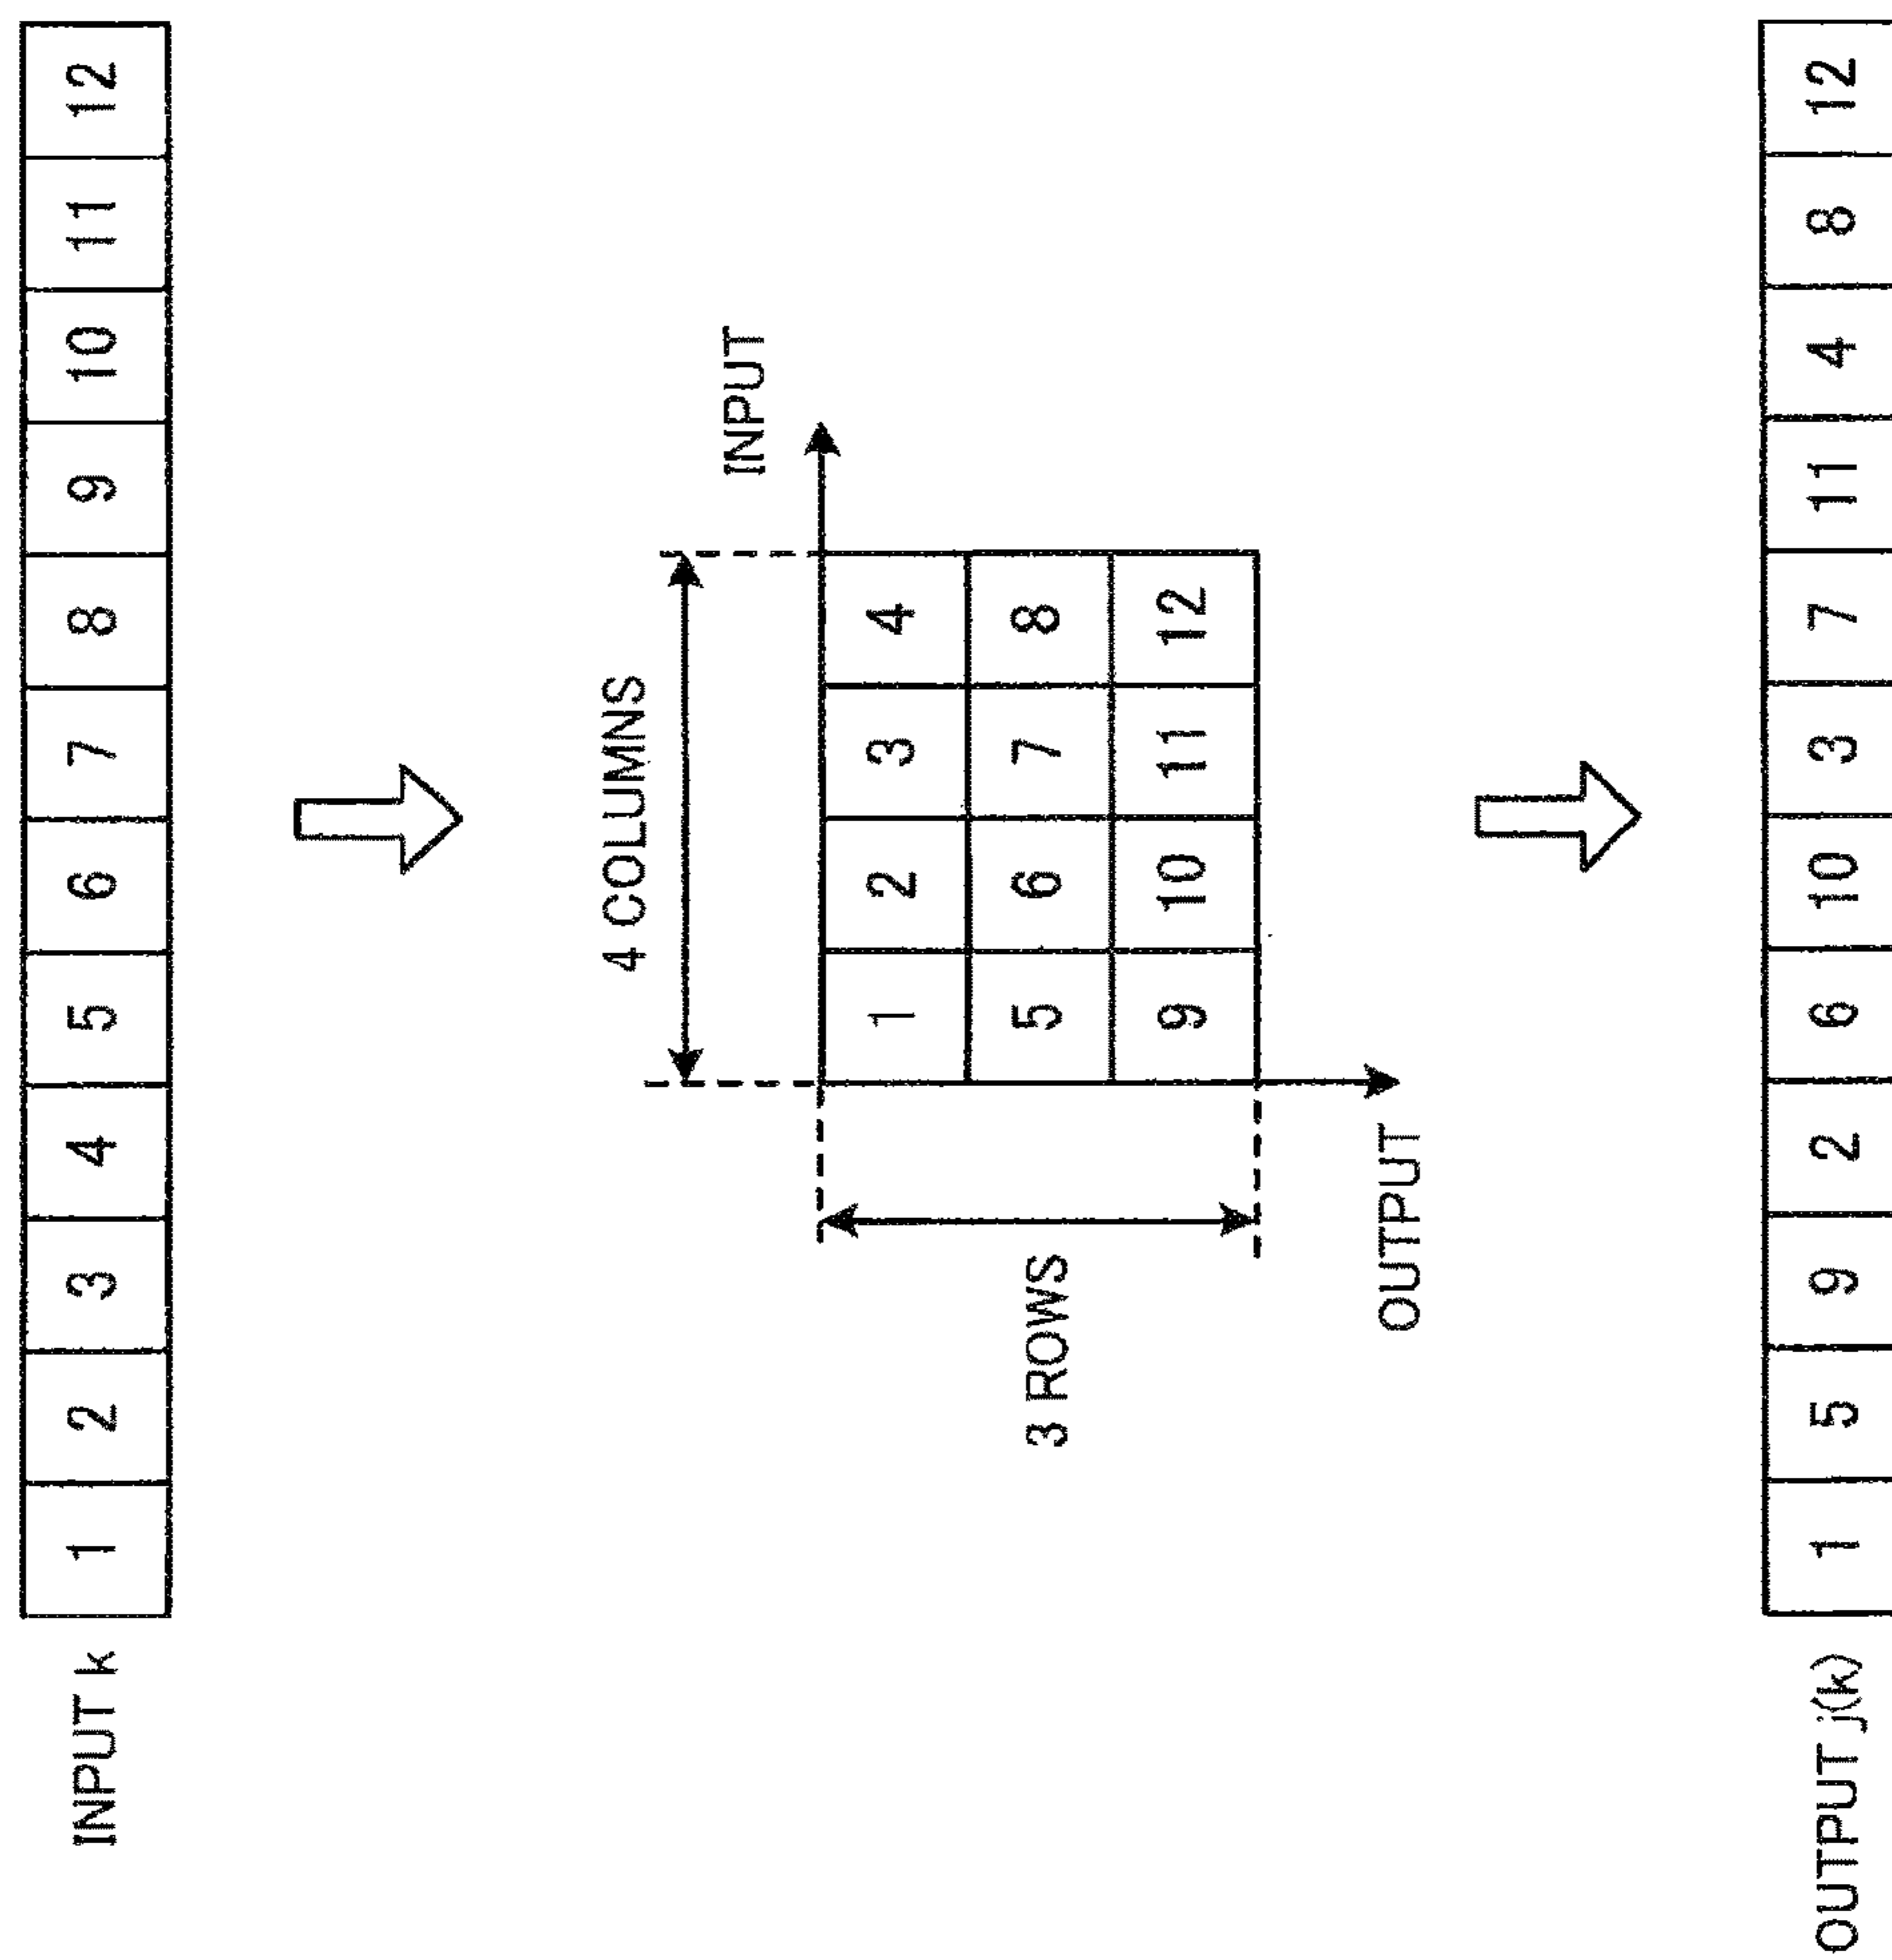 INPUT k 1 2 3 4 5 6 7 8 9 10 11 12
4 COLUMNS
INPUT
3 ROWS
1 2 3 4
5 6 7 8
9 10 11 12
OUTPUT
OUTPUT j(k) 1 5 9 2 6 10 3 7 11 4 8 12